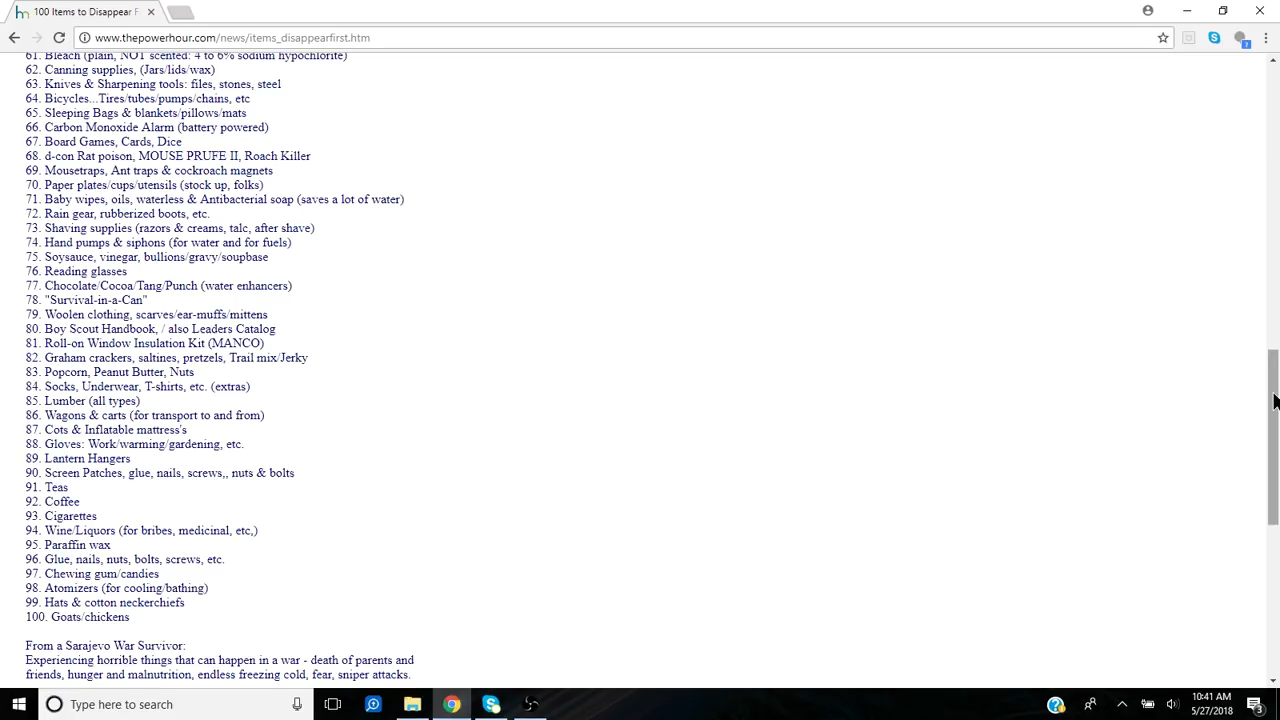 100 Items to Disappear F
www.thepowerhour.com/news/items_disappearfirst.htm
61. Bleach (plain, NOT scented: 4 to 6% sodium hypochlorite)
62. Canning supplies, (Jars/lids/wax)
63. Knives & Sharpening tools: files, stones, steel
64. Bicycles...Tires/tubes/pumps/chains, etc
65. Sleeping Bags & blankets/pillows/mats
66. Carbon Monoxide Alarm (battery powered)
67. Board Games, Cards, Dice
68. d-con Rat poison, MOUSE PRUFE II, Roach Killer
69. Mousetraps, Ant traps & cockroach magnets
70. Paper plates/cups/utensils (stock up, folks)
71. Baby wipes, oils, waterless & Antibacterial soap (saves a lot of water)
72. Rain gear, rubberized boots, etc.
73. Shaving supplies (razors & creams, talc, after shave)
74. Hand pumps & siphons (for water and for fuels)
75. Soysauce, vinegar, bullions/gravy/soupbase
76. Reading glasses
77. Chocolate/Cocoa/Tang/Punch (water enhancers)
78. "Survival-in-a-Can"
79. Woolen clothing, scarves/ear-muffs/mittens
80. Boy Scout Handbook, / also Leaders Catalog
81. Roll-on Window Insulation Kit (MANCO)
82. Graham crackers, saltines, pretzels, Trail mix/Jerky
83. Popcorn, Peanut Butter, Nuts
84. Socks, Underwear, T-shirts, etc. (extras)
85. Lumber (all types)
86. Wagons & carts (for transport to and from)
87. Cots & Inflatable mattress's
88. Gloves: Work/warming/gardening, etc.
89. Lantern Hangers
90. Screen Patches, glue, nails, screws,, nuts & bolts
91. Teas
92. Coffee
93. Cigarettes
94. Wine/Liquors (for bribes, medicinal, etc,)
95. Paraffin wax
96. Glue, nails, nuts, bolts, screws, etc.
97. Chewing gum/candies
98. Atomizers (for cooling/bathing)
99. Hats & cotton neckerchiefs
100. Goats/chickens
From a Sarajevo War Survivor:
Experiencing horrible things that can happen in a war - death of parents and
friends, hunger and malnutrition, endless freezing cold, fear, sniper attacks.
Type here to search
10:41 AM
5/27/2018